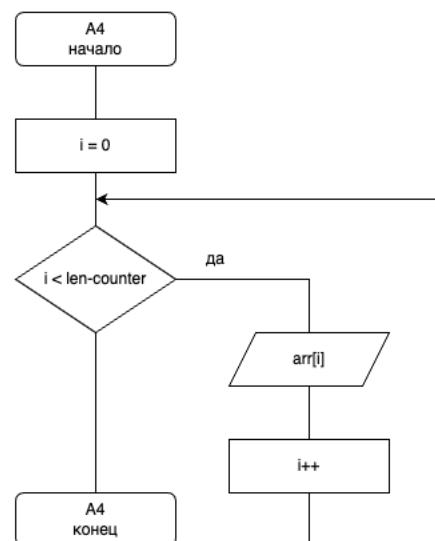 A4
начало
i = 0
i < len-counter
да
arr[i]
i++
A4
конец